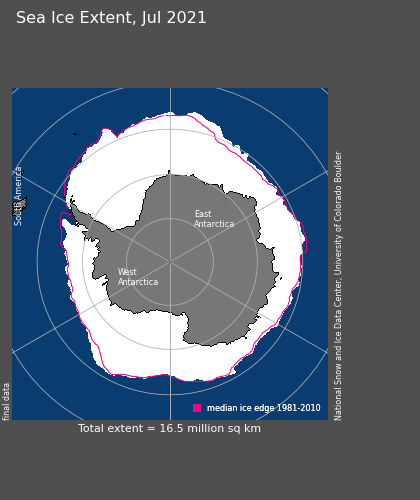 Sea Ice Extent, Jul 2021
South America
East
Antarctica
West
Antarctica
National Snow and Ice Data Center, University of Colorado Boulder
final data
median ice edge 1981-2010
Total extent = 16.5 million sq km